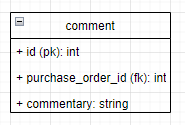 comment
+ id (pk): int
+ purchase_order_id (fk): int
+ commentary: string